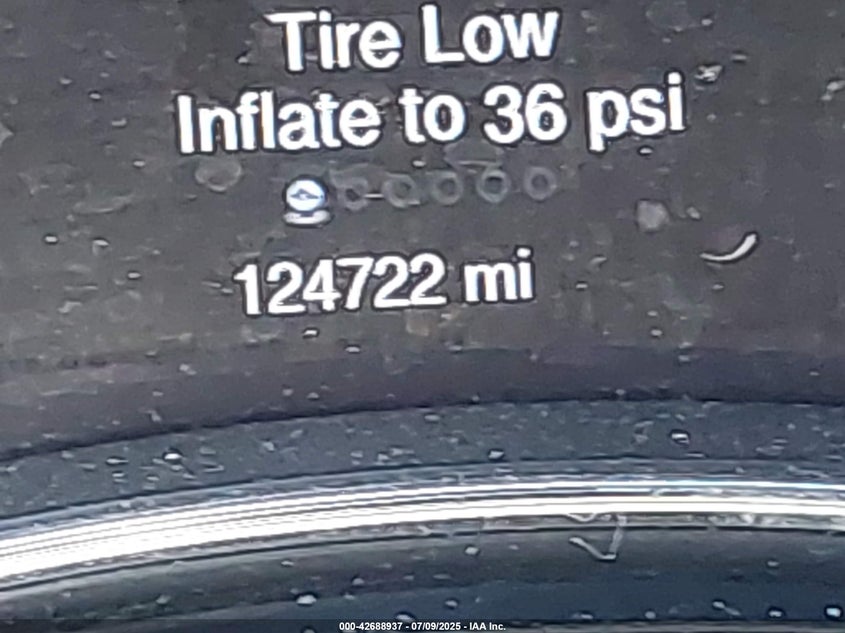 Tire Low
Inflate to 36 psi
124722 mi
000-42688937 - 07/09/2025 - IAA Inc.